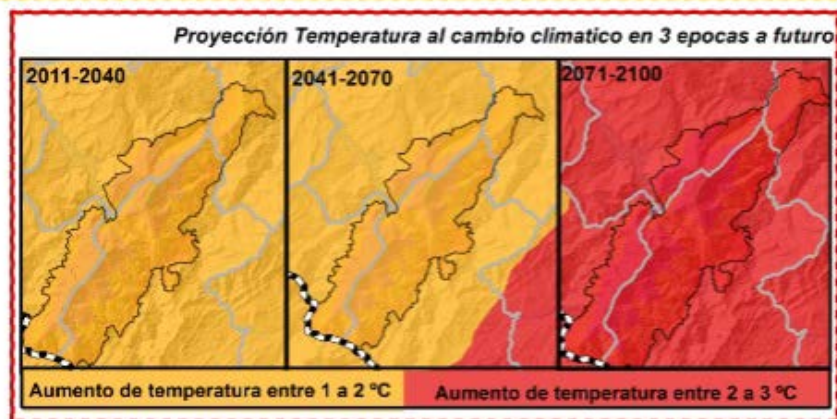 Proyección Temperatura al cambio climatico en 3 epocas a futuro
2011-2040
2041-2070
2071-2100
Aumento de temperatura entre 1 a 2 ºC
Aumento de temperatura entre 2 a 3 ºC